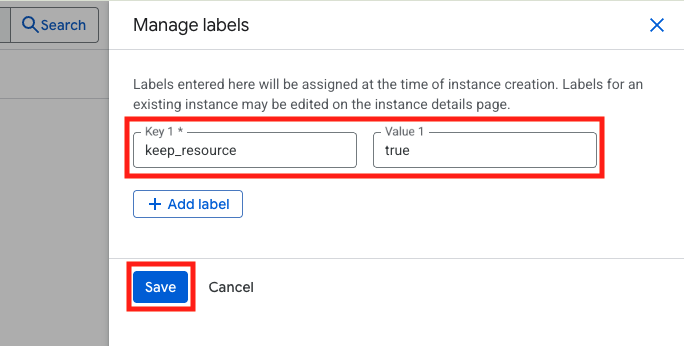 Search
Manage labels
Labels entered here will be assigned at the time of instance creation. Labels for an
existing instance may be edited on the instance details page.
Key 1 * Value 1
keep_resource true
+ Add label
Save Cancel